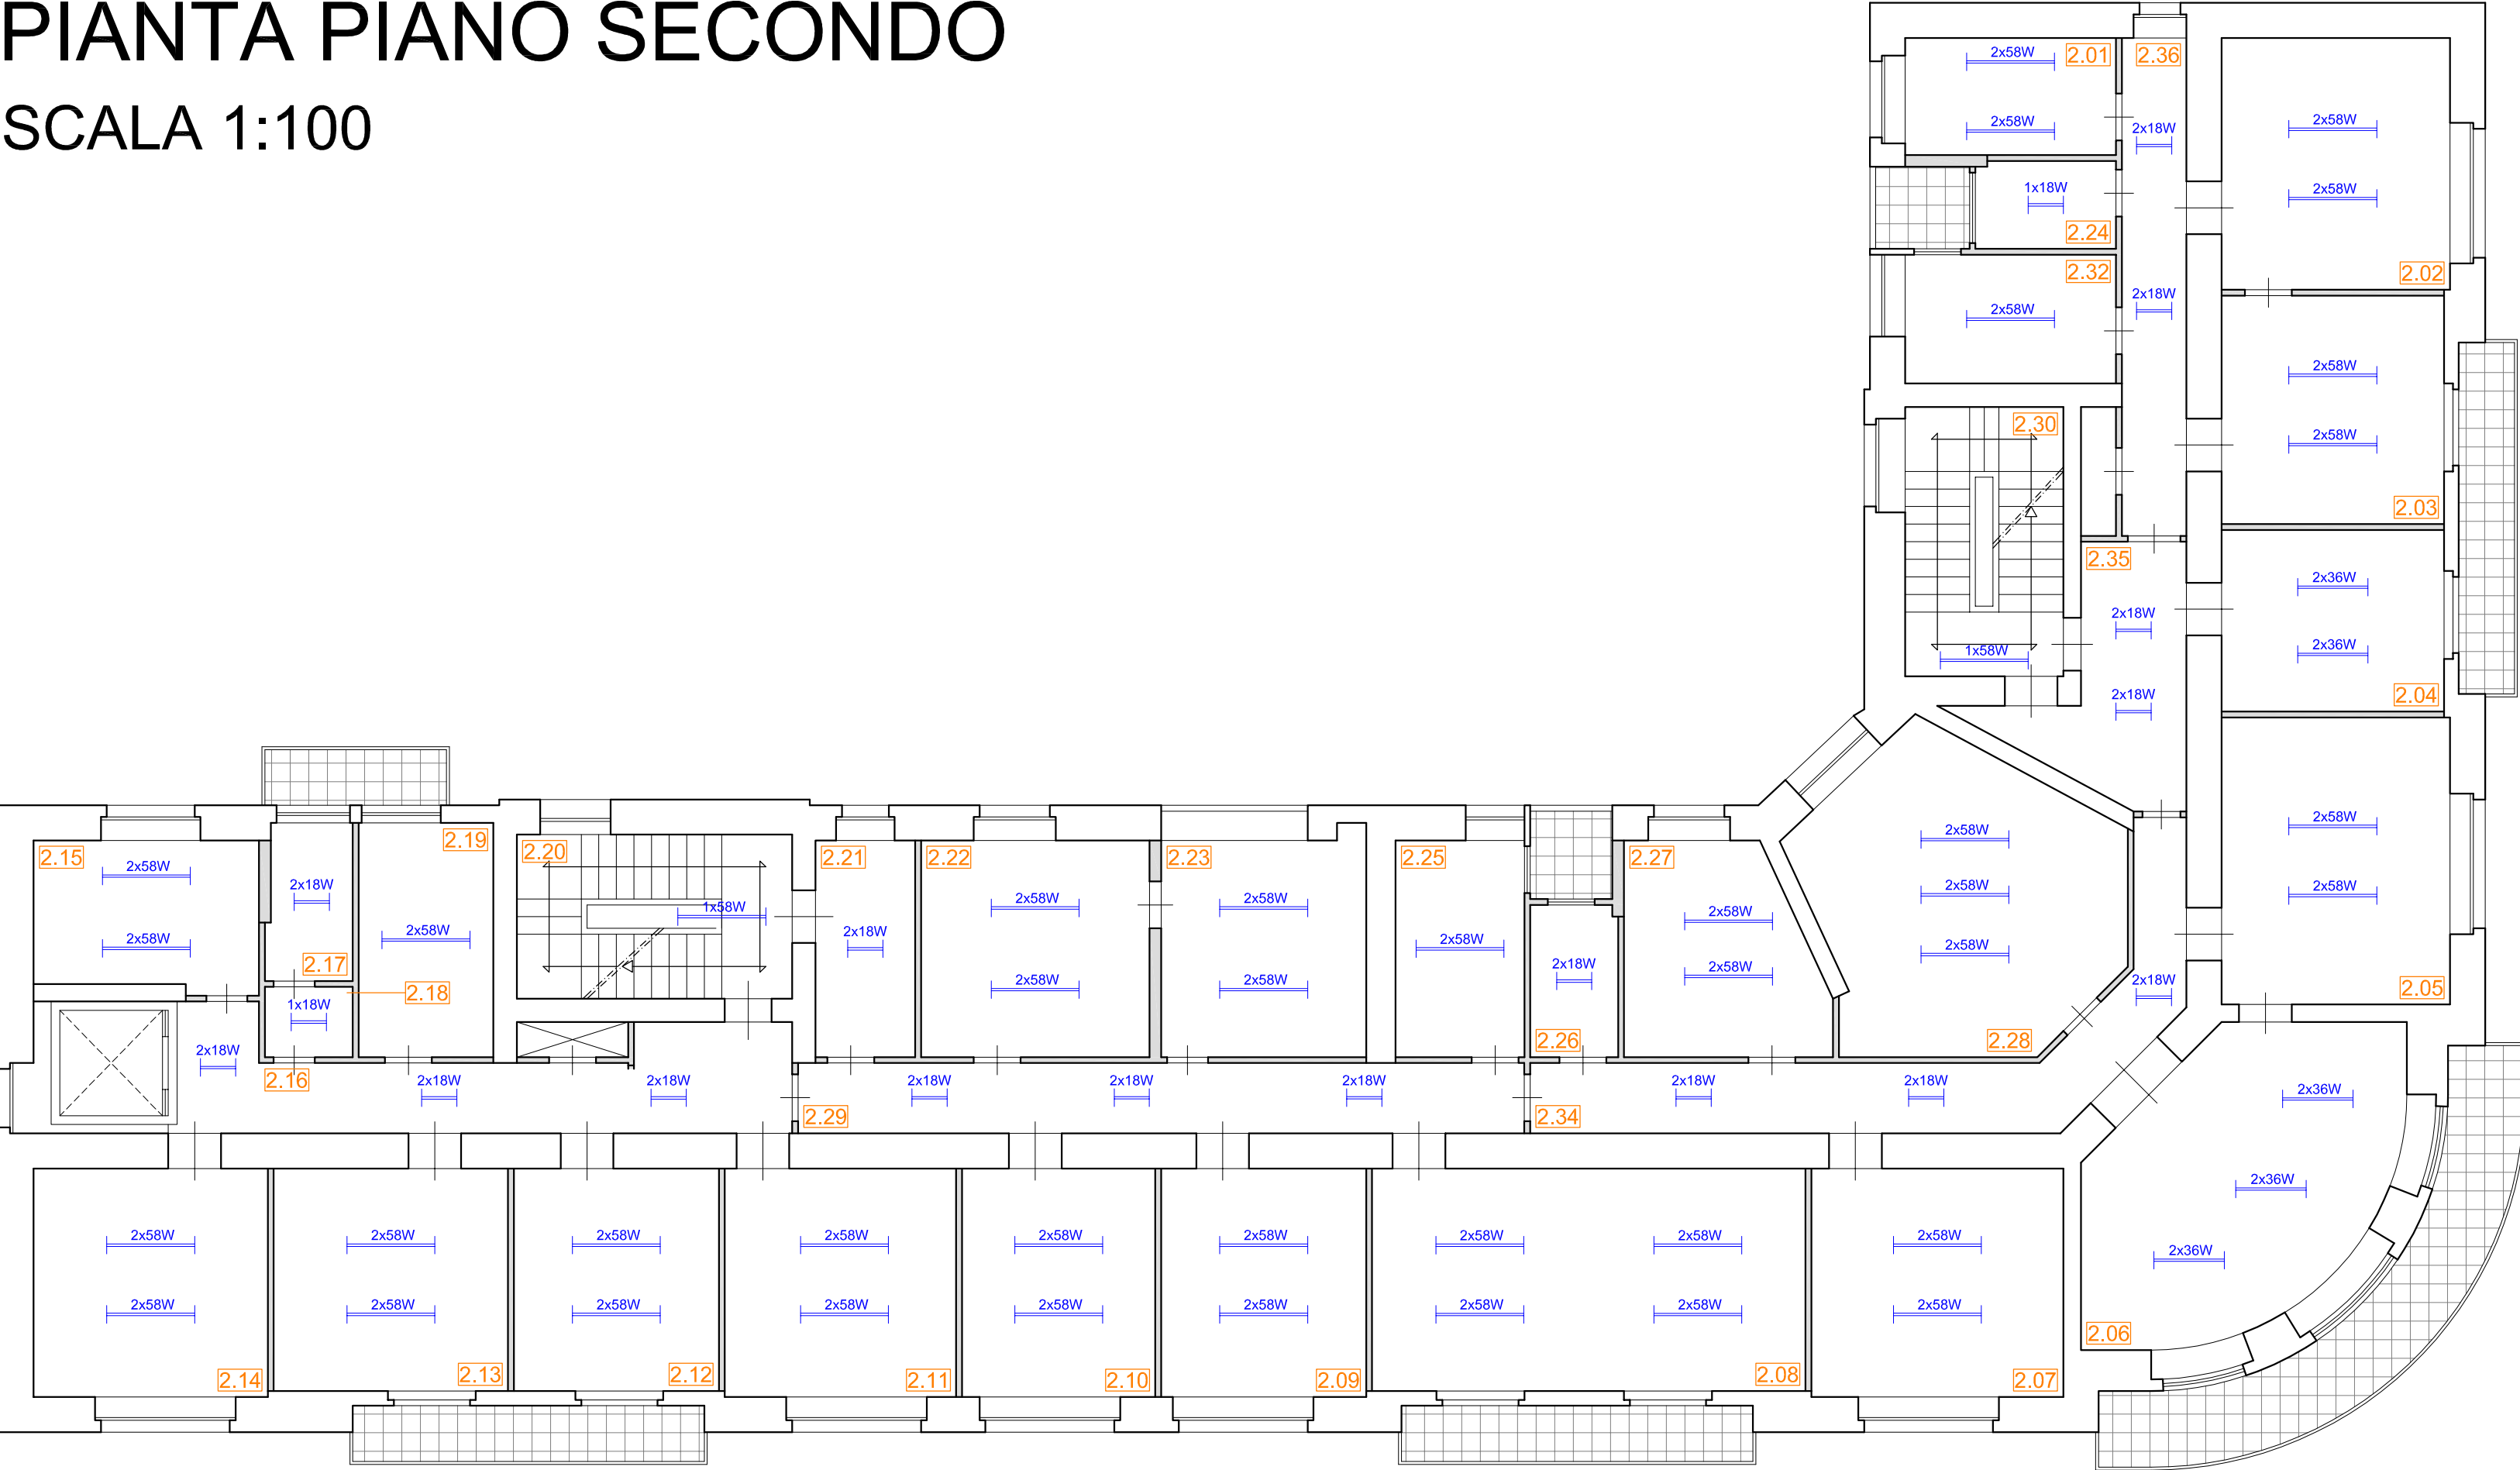 PIANTA PIANO SECONDO
SCALA 1:100
2x58W
2.01
2.36
2x58W
2x18W
2x58W
2x58W
1x18W
2.24
2.32
2.02
2x58W
2x18W
2x58W
2.30
2x58W
2.03
2.35
2x36W
2x18W
2x36W
1x58W
2x18W
2.04
2.15
2x58W
2x58W
2x18W
2.17
2.19
2x58W
2.18
1x18W
2.16
2x18W
2.20
1x58W
2.21
2x18W
2.22
2x58W
2x58W
2.23
2x58W
2x58W
2.25
2x58W
2x18W
2.26
2.27
2x58W
2x58W
2x58W
2x58W
2x58W
2.28
2x58W
2x58W
2.05
2x18W
2x18W
2x18W
2.29
2x18W
2x18W
2x18W
2.34
2x18W
2x18W
2x36W
2x36W
2x36W
2.06
2x58W
2x58W
2.14
2x58W
2x58W
2.13
2x58W
2x58W
2.12
2x58W
2x58W
2.11
2x58W
2x58W
2.10
2x58W
2x58W
2.09
2x58W
2x58W
2x58W
2x58W
2.08
2x58W
2x58W
2.07